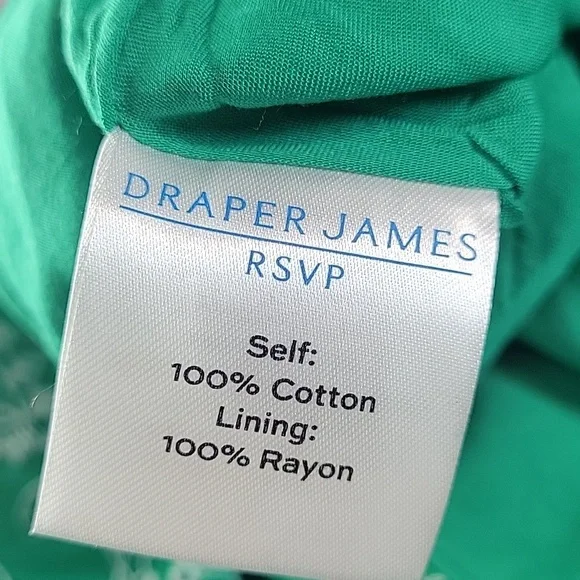 DRAPER JAMES
RSVP
Self:
100% Cotton
Lining:
100% Rayon